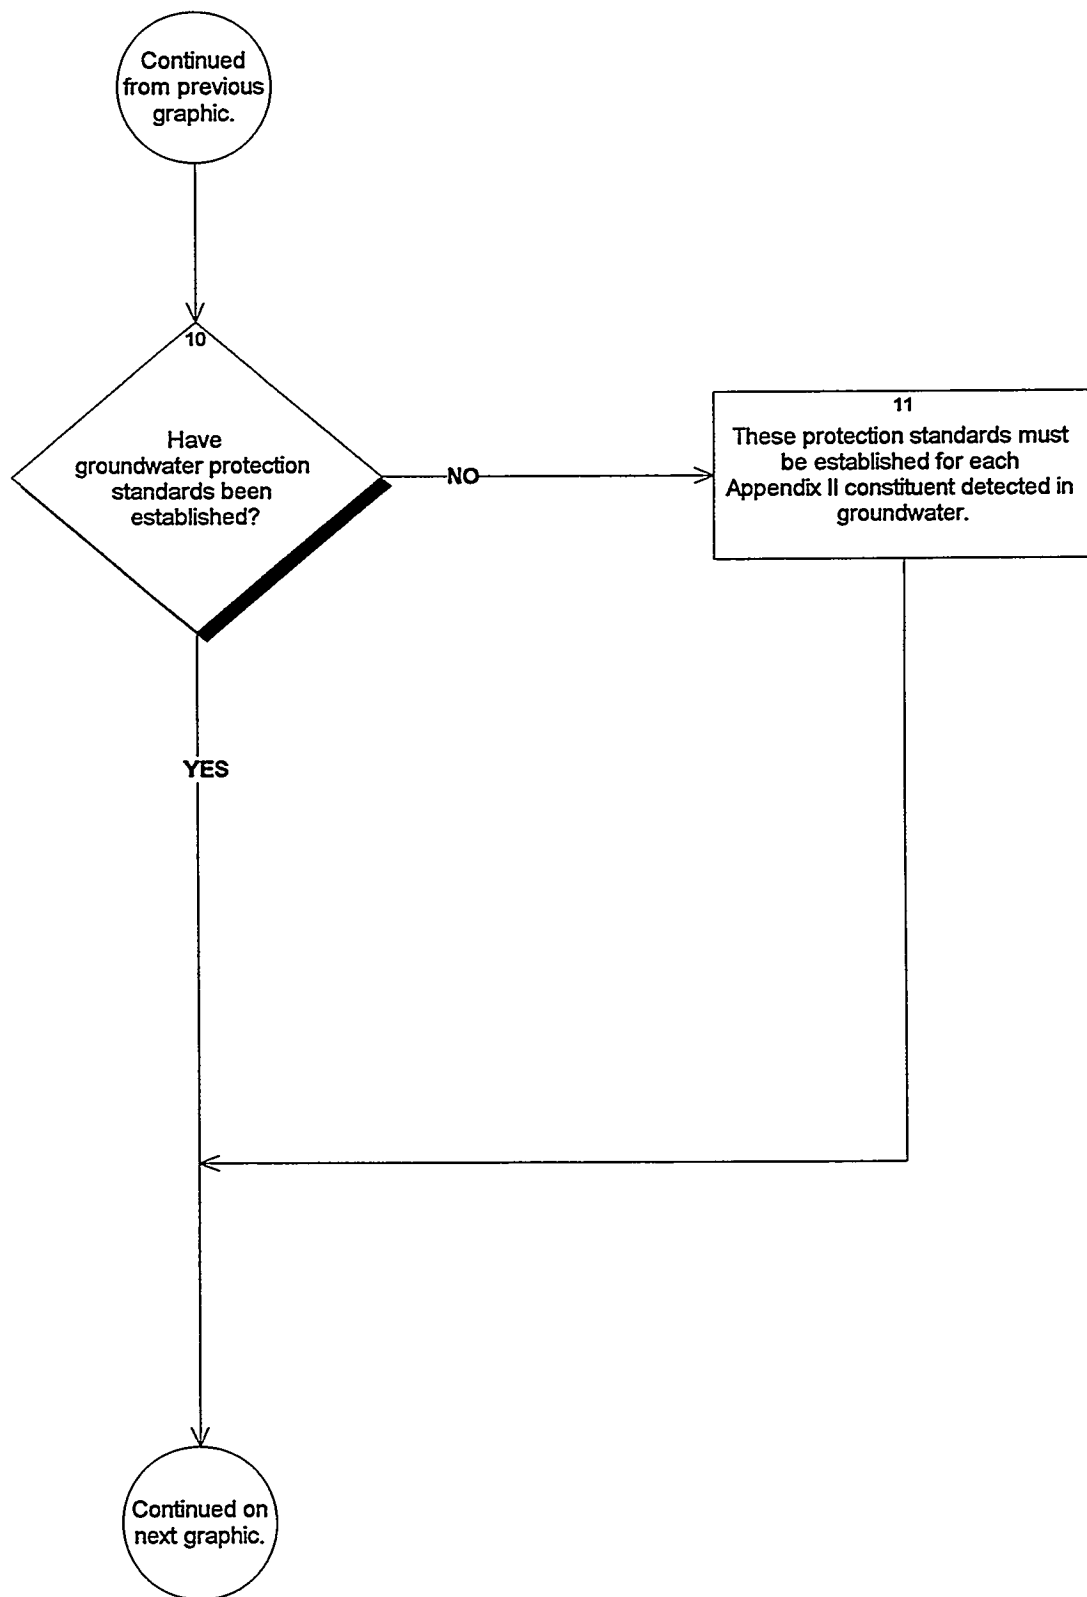 Continued
from previous
graphic.
10
Have
groundwater protection
standards been
established?
NO
11
These protection standards must
be established for each
Appendix II constituent detected in
groundwater.
YES
Continued on
next graphic.